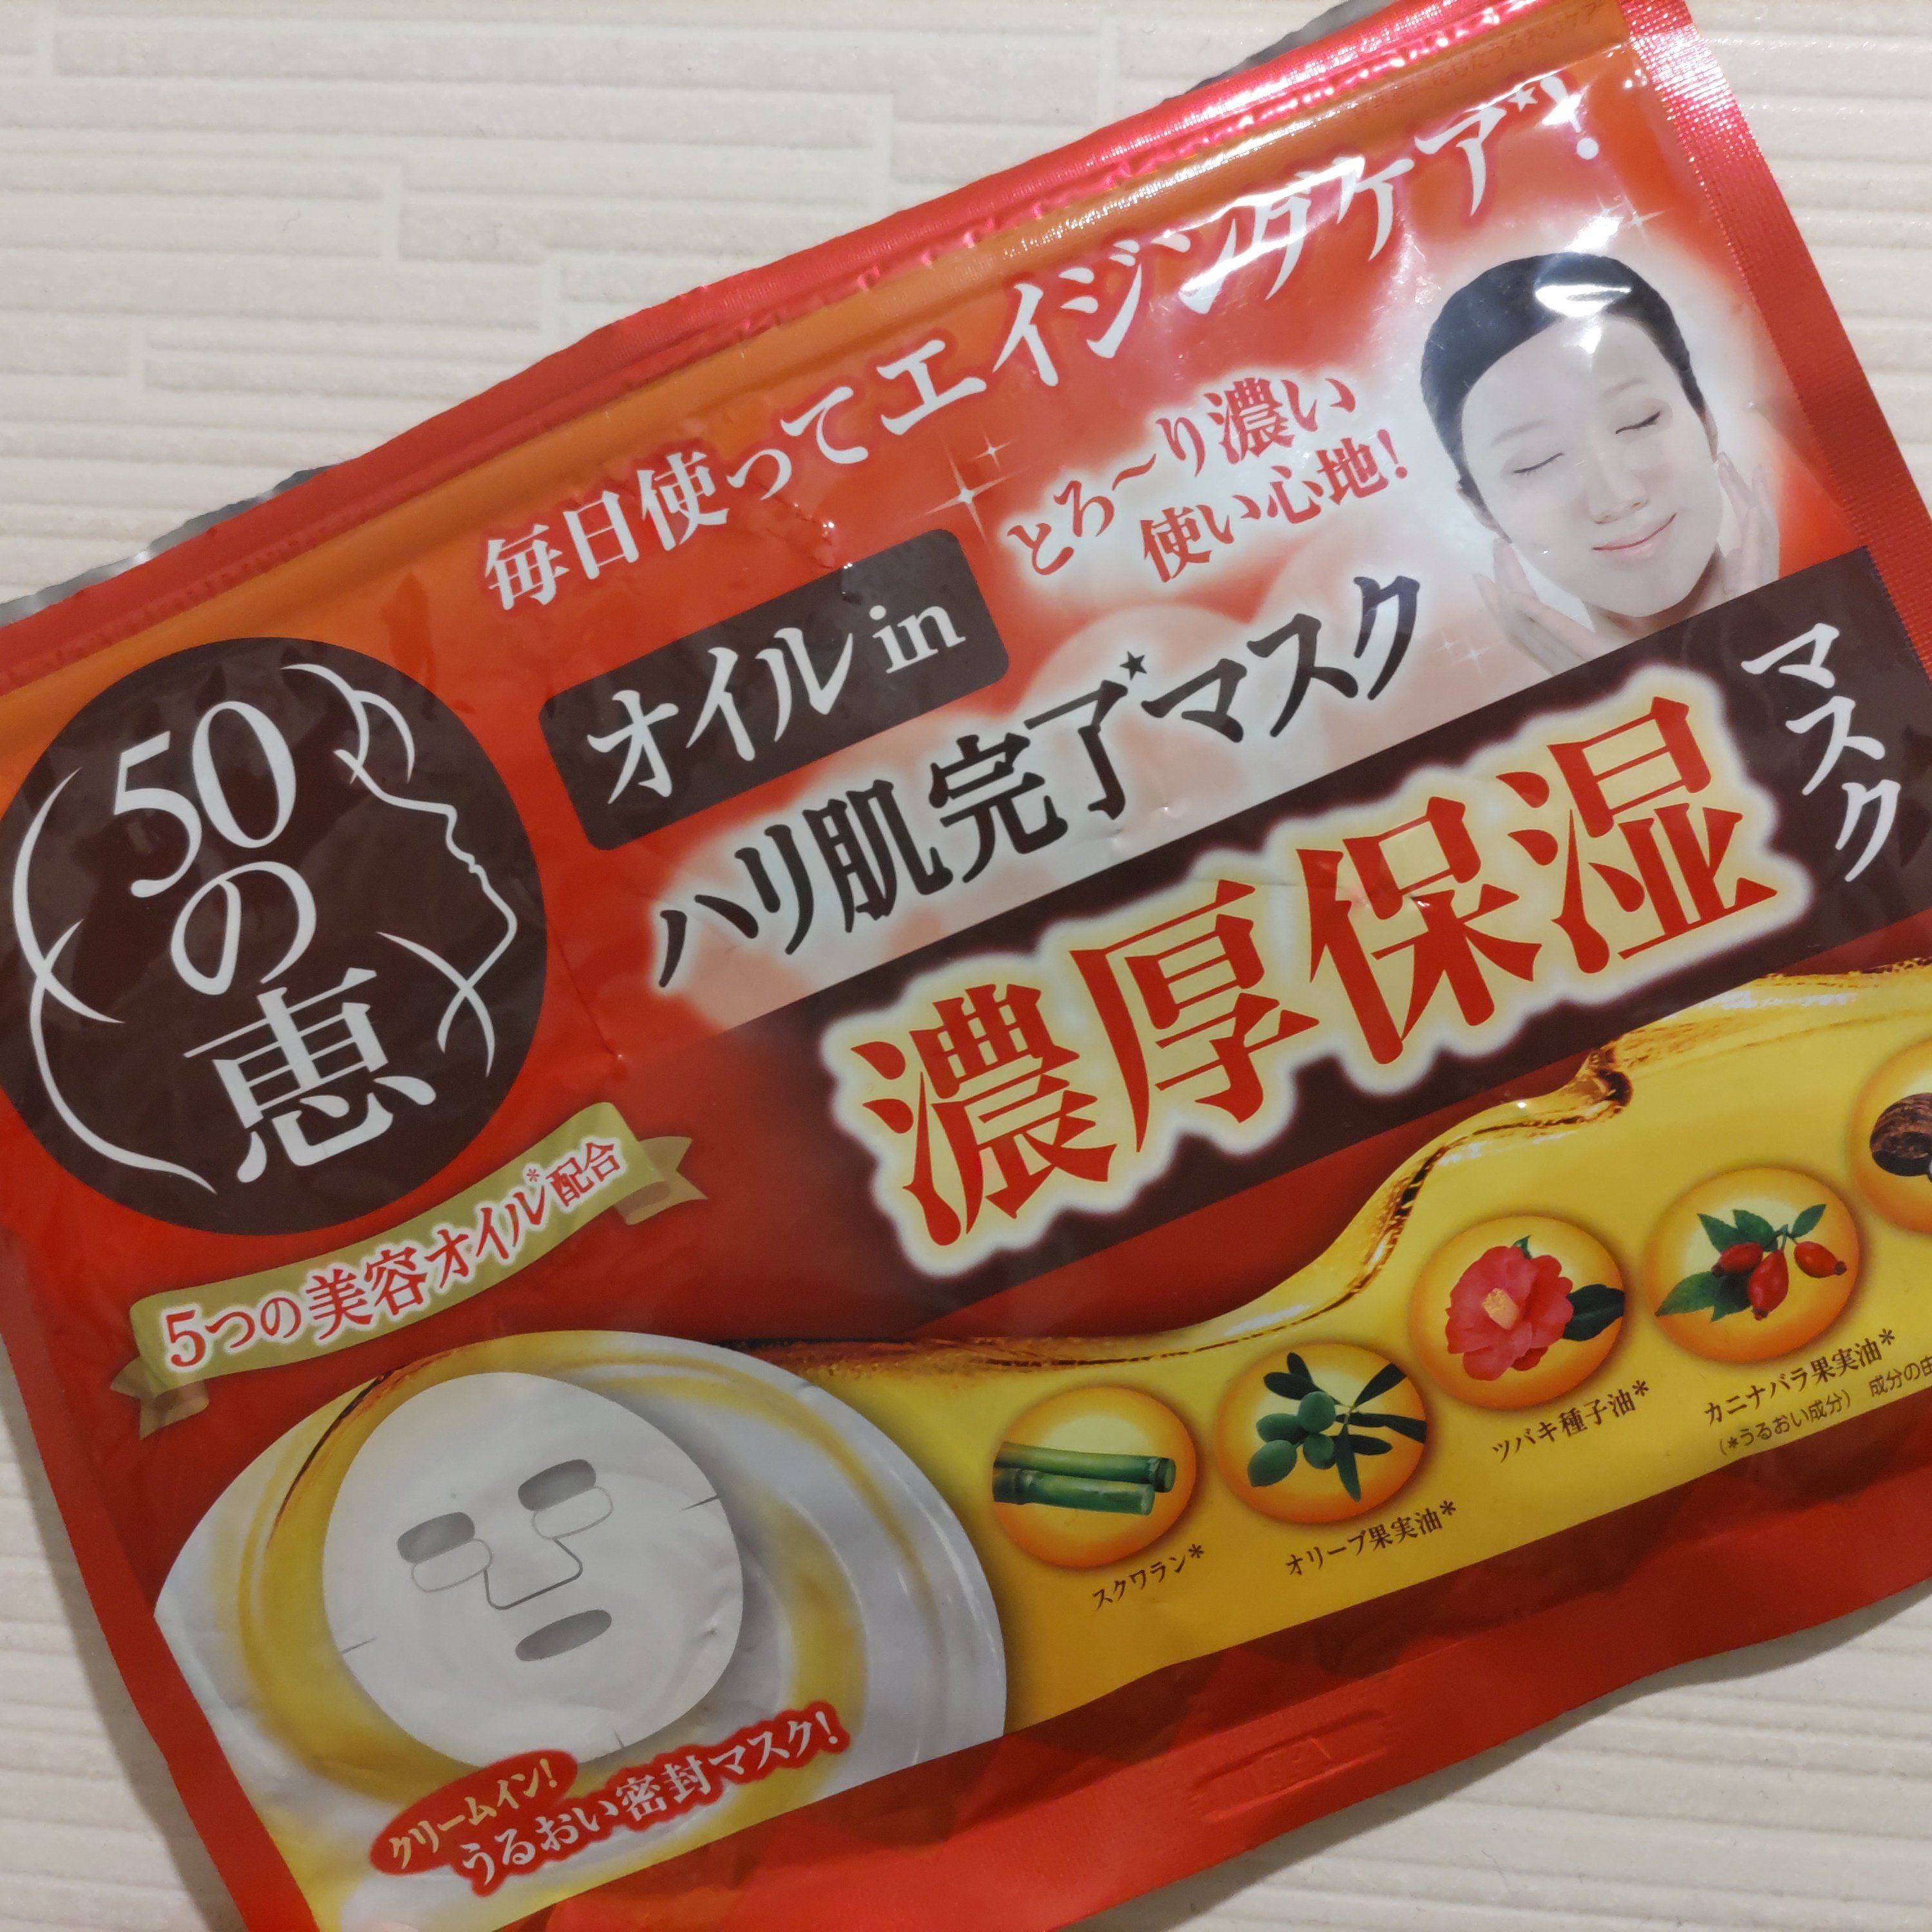 毎日使ってエイジングケア★!
とろ〜り濃い
使い心地!
オイルin
ハリ肌完了★マスク
濃厚保湿
マスク
50
の
恵
5つの美容オイル*配合
スクワラン*
オリーブ果実油*
ツバキ種子油*
カニナバラ果実油*
(*うるおい成分) 成分の由
クリームイン!
うるおい密封マスク!